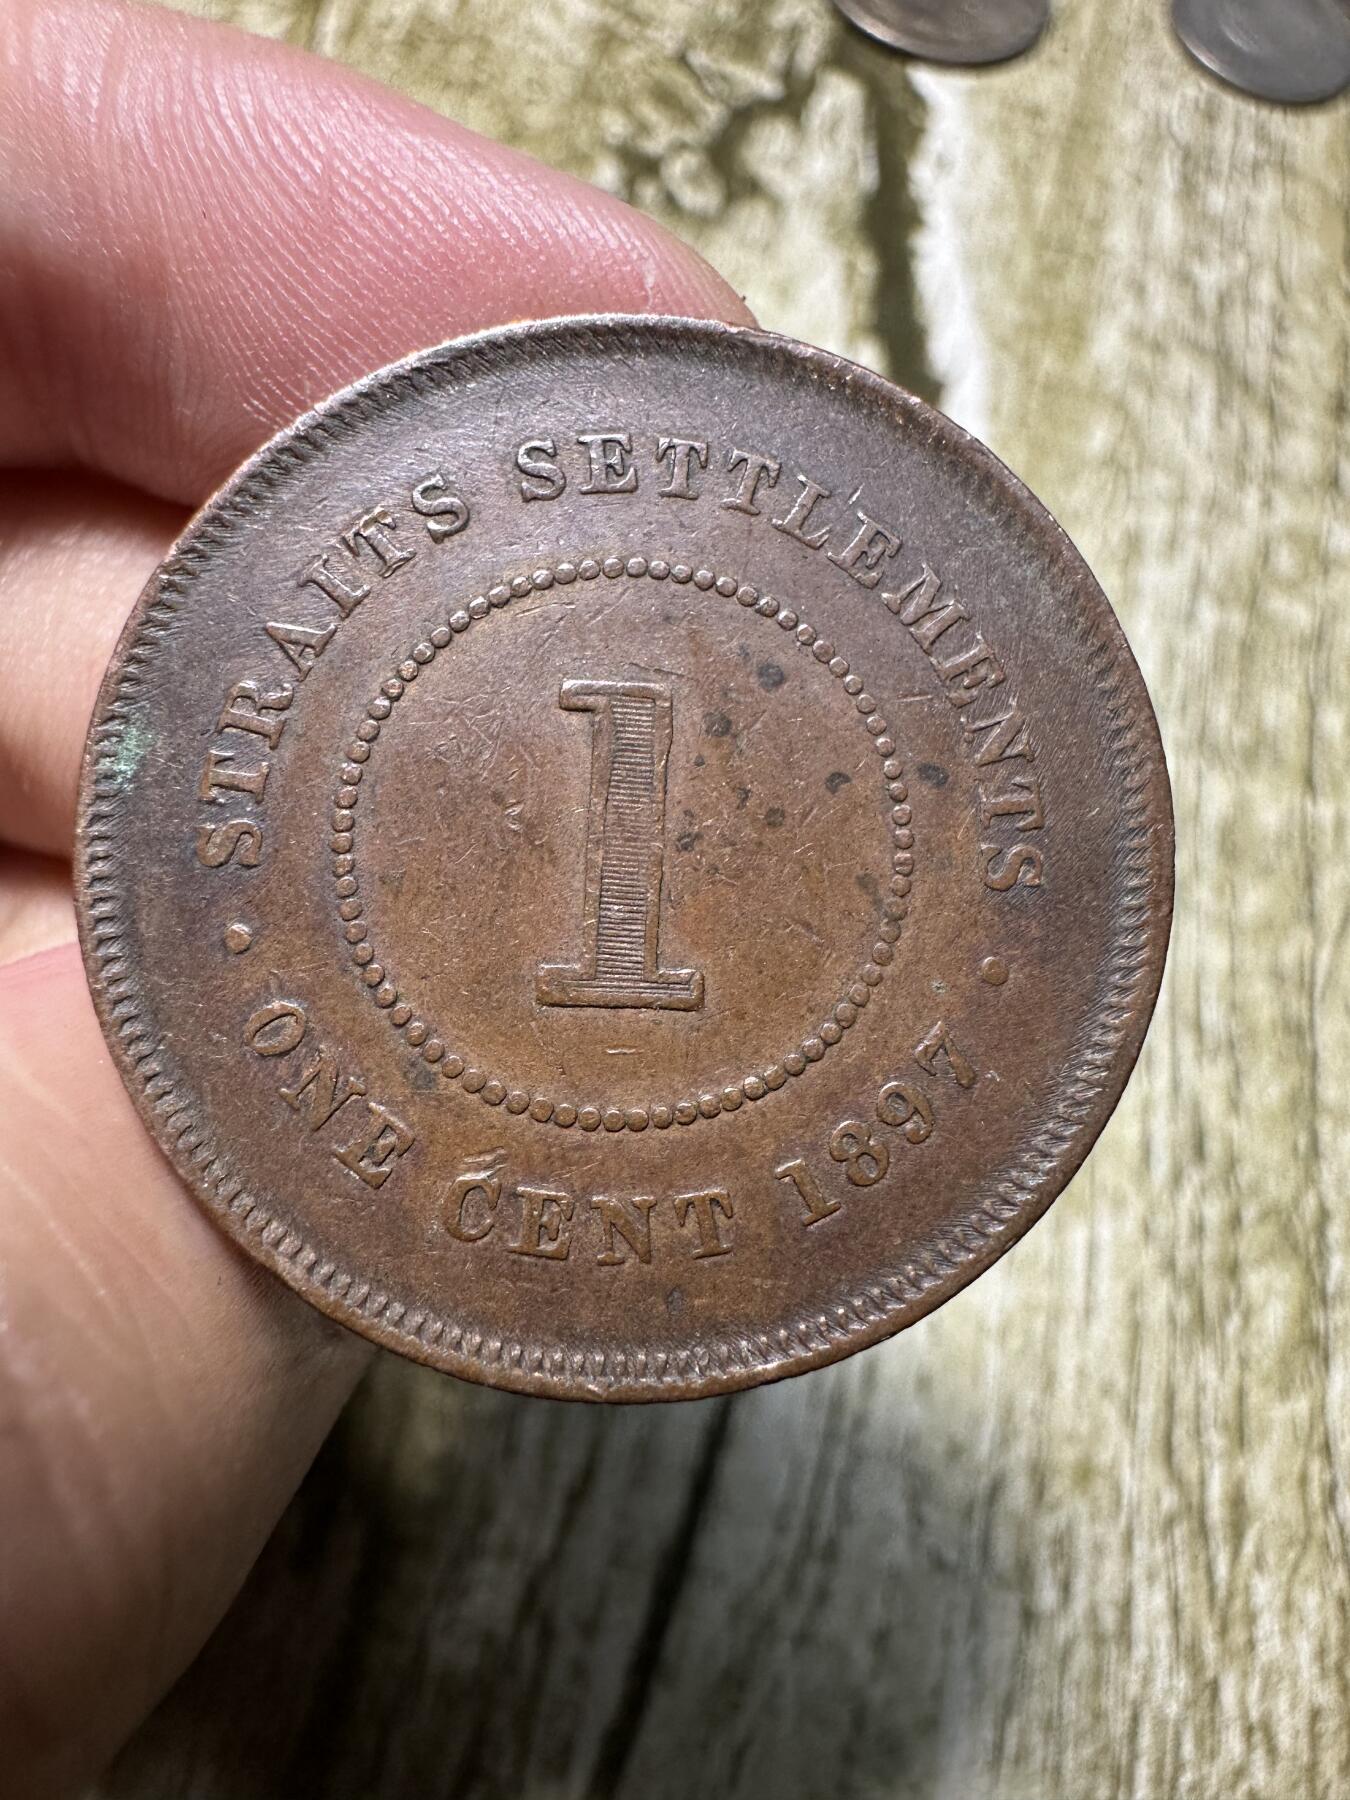 STRAITS SETTLEMENTS
1
• ONE CENT 1897 •